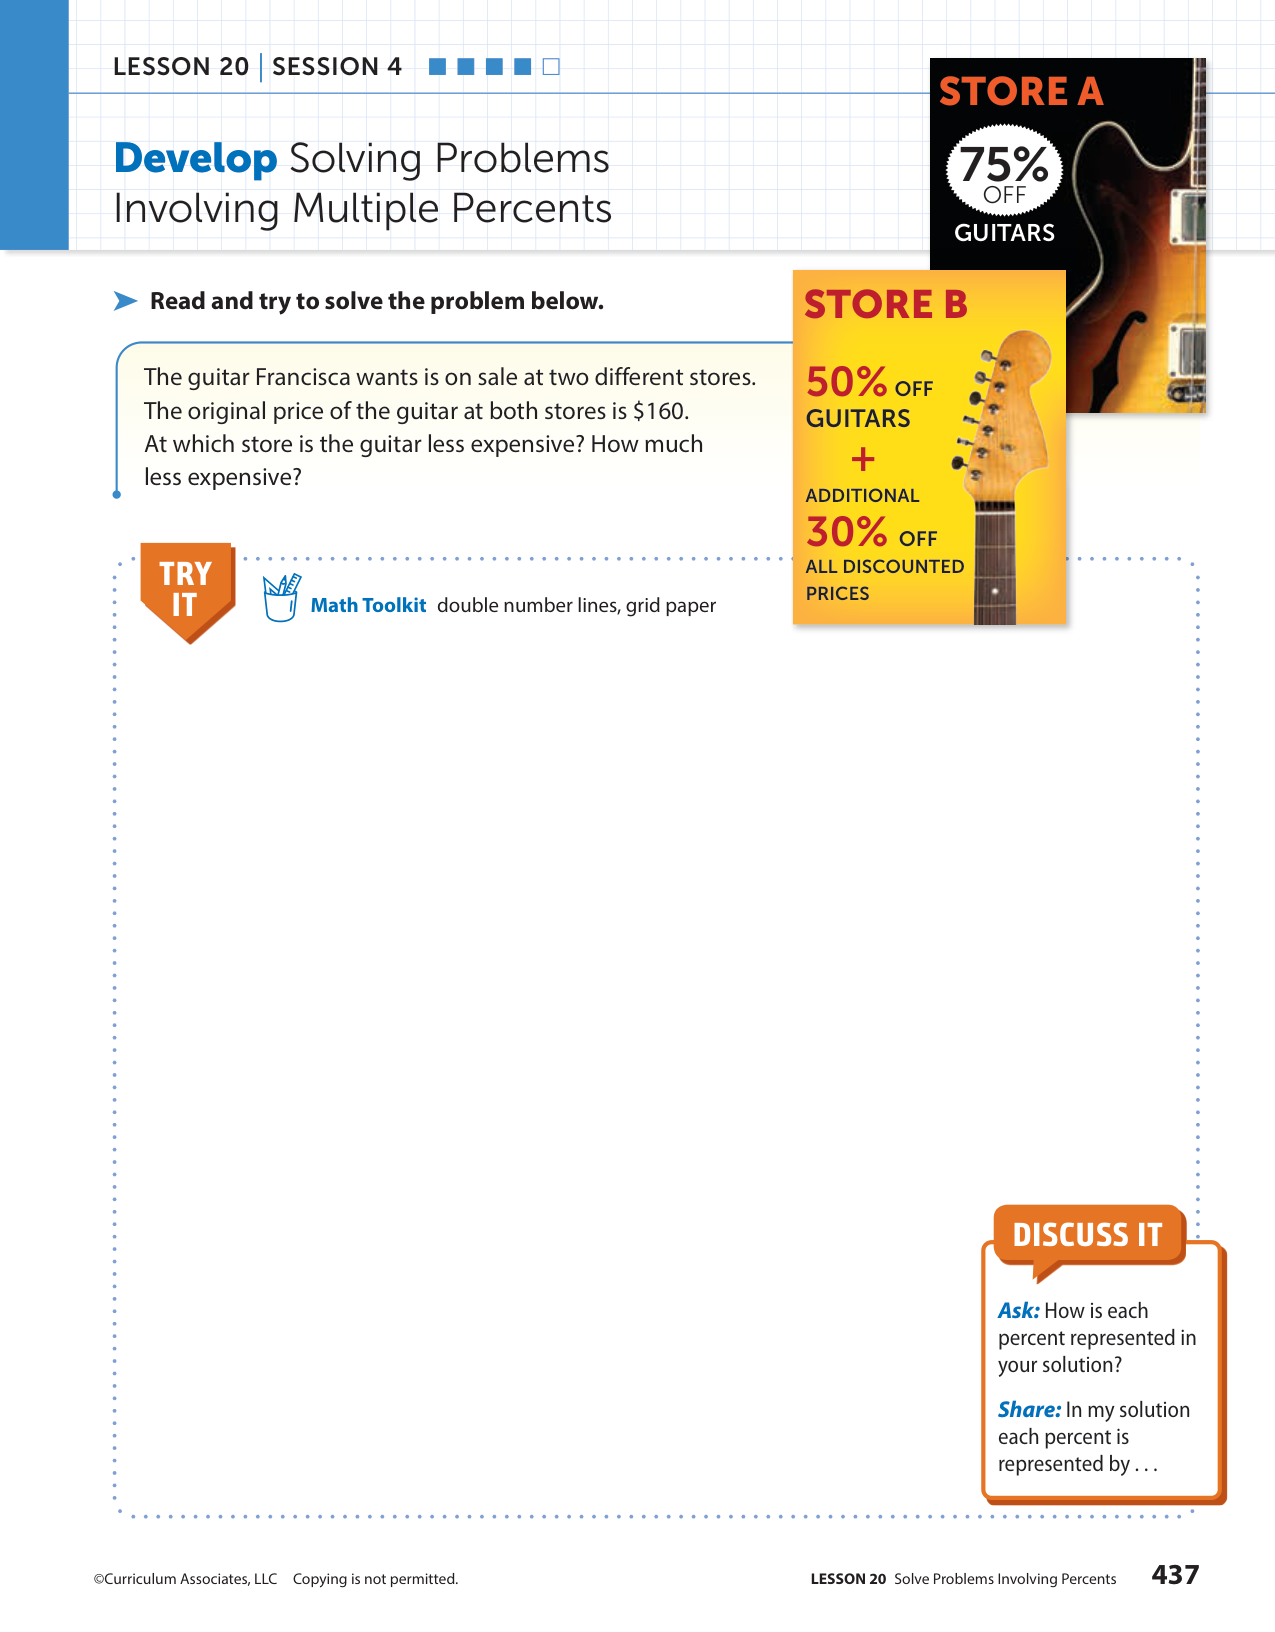 LESSON 20 | SESSION 4
Develop Solving Problems
Involving Multiple Percents
STORE A
75%
OFF
GUITARS
Read and try to solve the problem below.
The guitar Francisca wants is on sale at two different stores.
The original price of the guitar at both stores is $160.
At which store is the guitar less expensive? How much
less expensive?
STORE B
50% OFF
GUITARS
+
ADDITIONAL
30% OFF
ALL DISCOUNTED
PRICES
TRY
IT
Math Toolkit double number lines, grid paper
DISCUSS IT
Ask: How is each
percent represented in
your solution?
Share: In my solution
each percent is
represented by . . .
©Curriculum Associates, LLC Copying is not permitted.
LESSON 20 Solve Problems Involving Percents 437